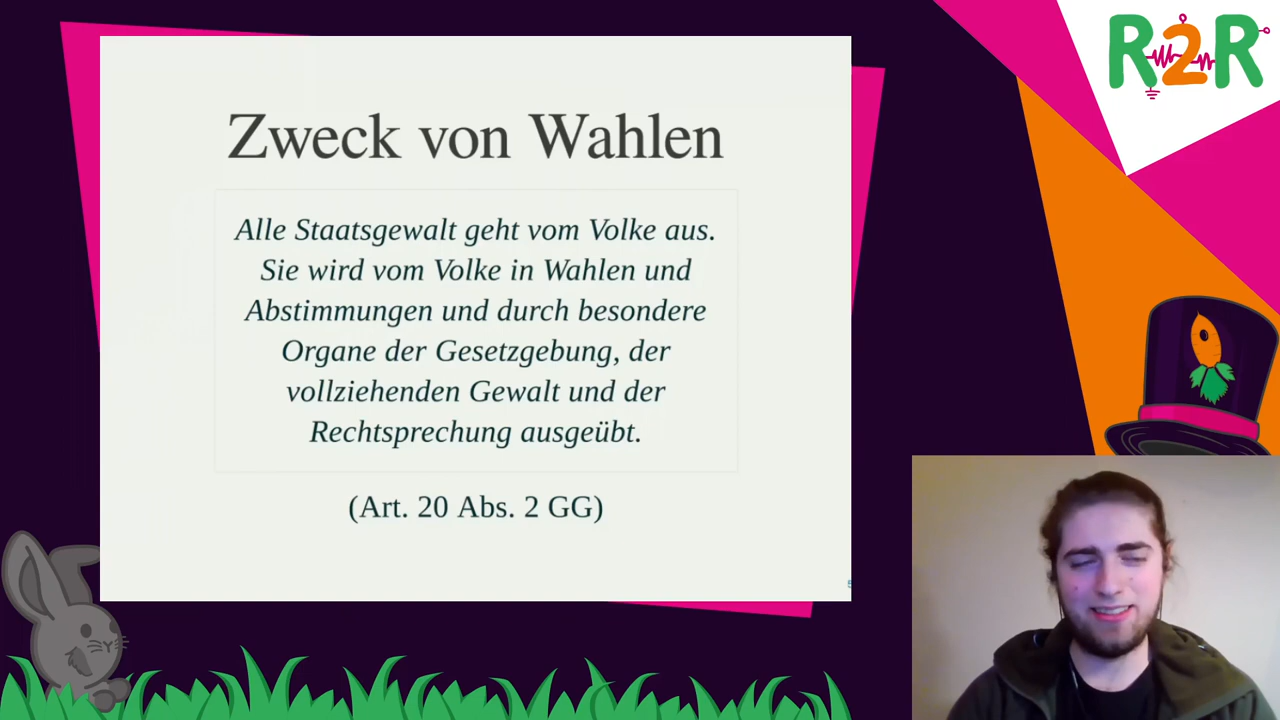 R2R
Zweck von Wahlen
Alle Staatsgewalt geht vom Volke aus.
Sie wird vom Volke in Wahlen und
Abstimmungen und durch besondere
Organe der Gesetzgebung, der
vollziehenden Gewalt und der
Rechtsprechung ausgeübt.
(Art. 20 Abs. 2 GG)